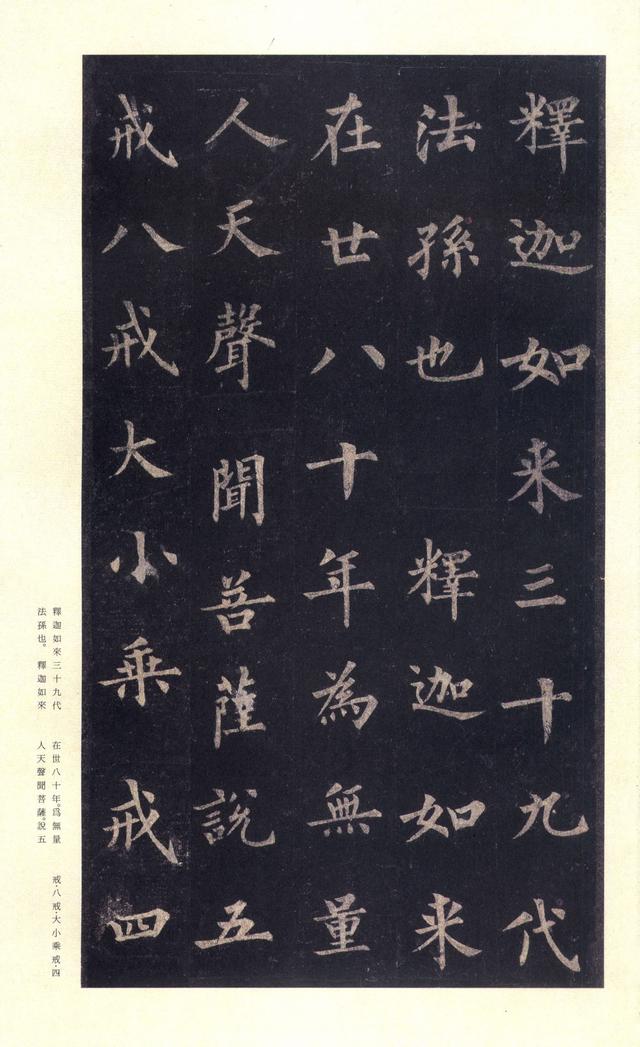 釋迦如来三十九代
法孫也 釋迦如来
在世八十年為無量
人天聲聞菩薩說五
戒八戒大小乘戒四
釋迦如來三十九代
法孫也。 釋迦如來
在世八十年。爲無量
人天聲聞菩薩。說五
戒·八戒·大小乘戒·四